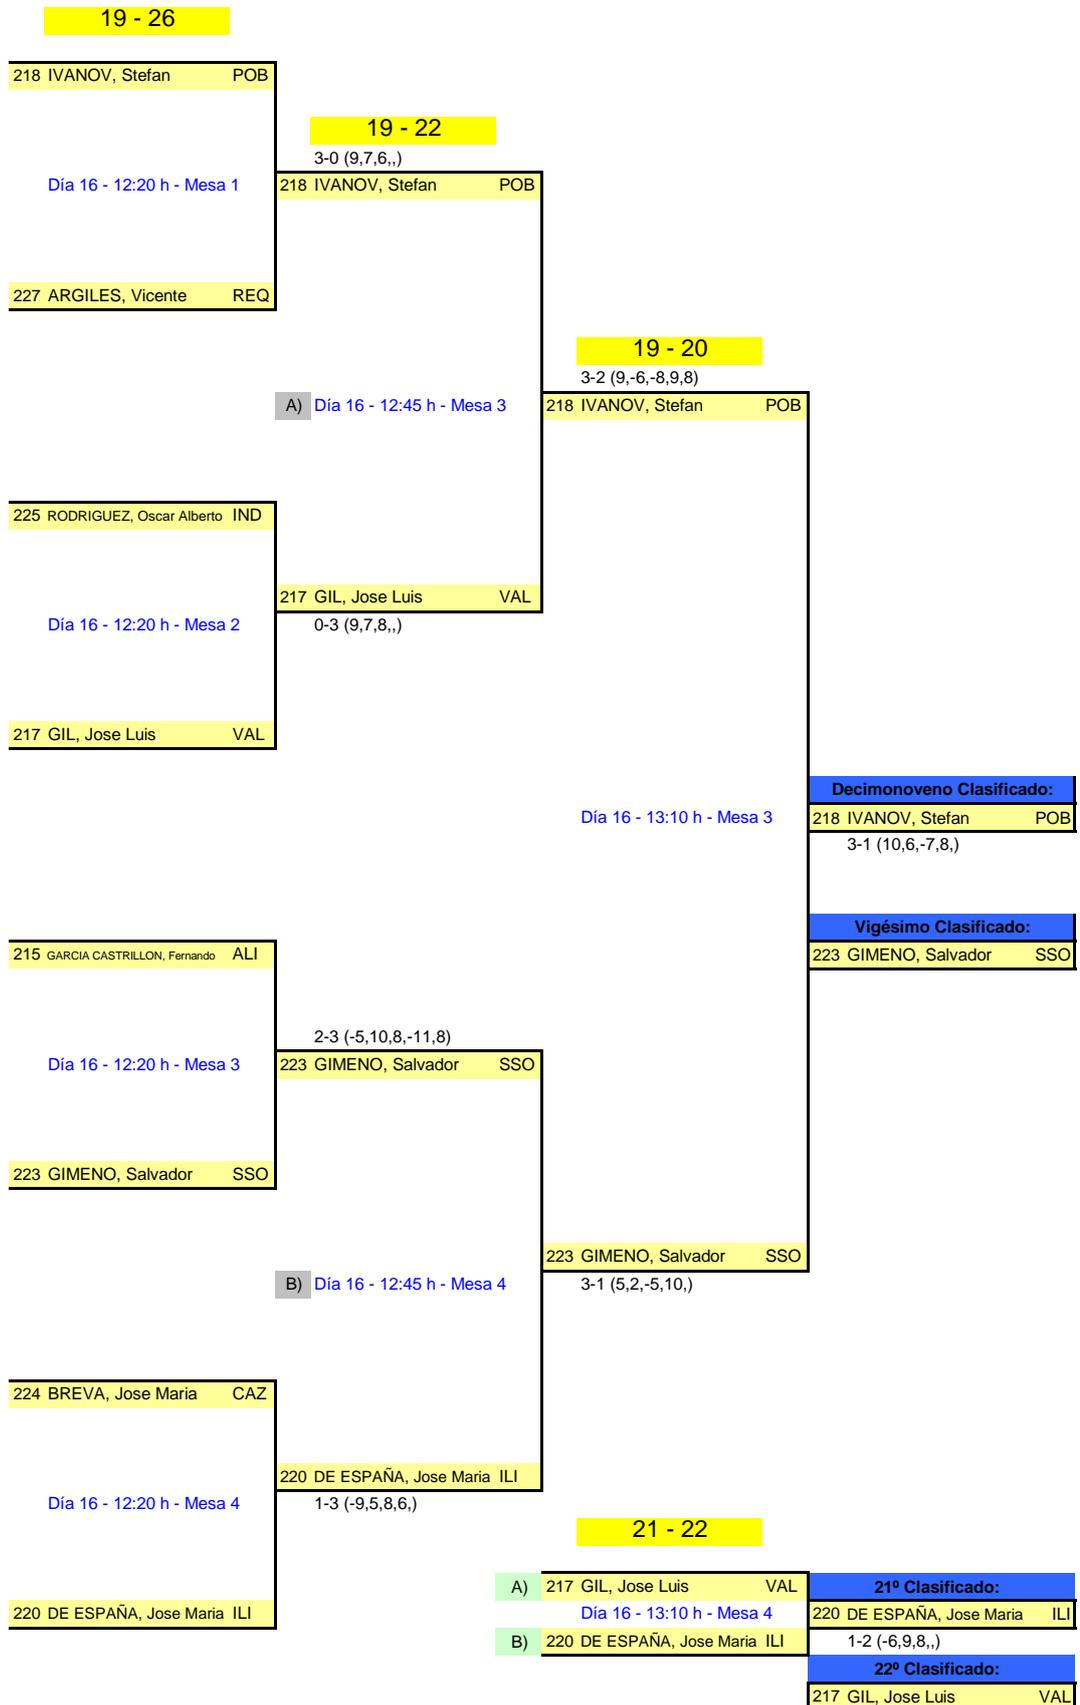 19 - 26
218 IVANOV, Stefan POB
19 - 22
3-0 (9,7,6,,)
Día 16 - 12:20 h - Mesa 1
218 IVANOV, Stefan POB
227 ARGILES, Vicente REQ
19 - 20
3-2 (9,-6,-8,9,8)
A) Día 16 - 12:45 h - Mesa 3
218 IVANOV, Stefan POB
225 RODRIGUEZ, Oscar Alberto IND
217 GIL, Jose Luis VAL
Día 16 - 12:20 h - Mesa 2
0-3 (9,7,8,,)
217 GIL, Jose Luis VAL
Decimonoveno Clasificado:
Día 16 - 13:10 h - Mesa 3
218 IVANOV, Stefan POB
3-1 (10,6,-7,8,)
Vigésimo Clasificado:
215 GARCIA CASTRILLON, Fernando ALI
223 GIMENO, Salvador SSO
2-3 (-5,10,8,-11,8)
Día 16 - 12:20 h - Mesa 3
223 GIMENO, Salvador SSO
223 GIMENO, Salvador SSO
223 GIMENO, Salvador SSO
B) Día 16 - 12:45 h - Mesa 4
3-1 (5,2,-5,10,)
224 BREVA, Jose Maria CAZ
220 DE ESPAÑA, Jose Maria ILI
Día 16 - 12:20 h - Mesa 4
1-3 (-9,5,8,6,)
21 - 22
A) 217 GIL, Jose Luis VAL
21º Clasificado:
220 DE ESPAÑA, Jose Maria ILI
Día 16 - 13:10 h - Mesa 4
220 DE ESPAÑA, Jose Maria ILI
B) 220 DE ESPAÑA, Jose Maria ILI
1-2 (-6,9,8,,)
22º Clasificado:
217 GIL, Jose Luis VAL